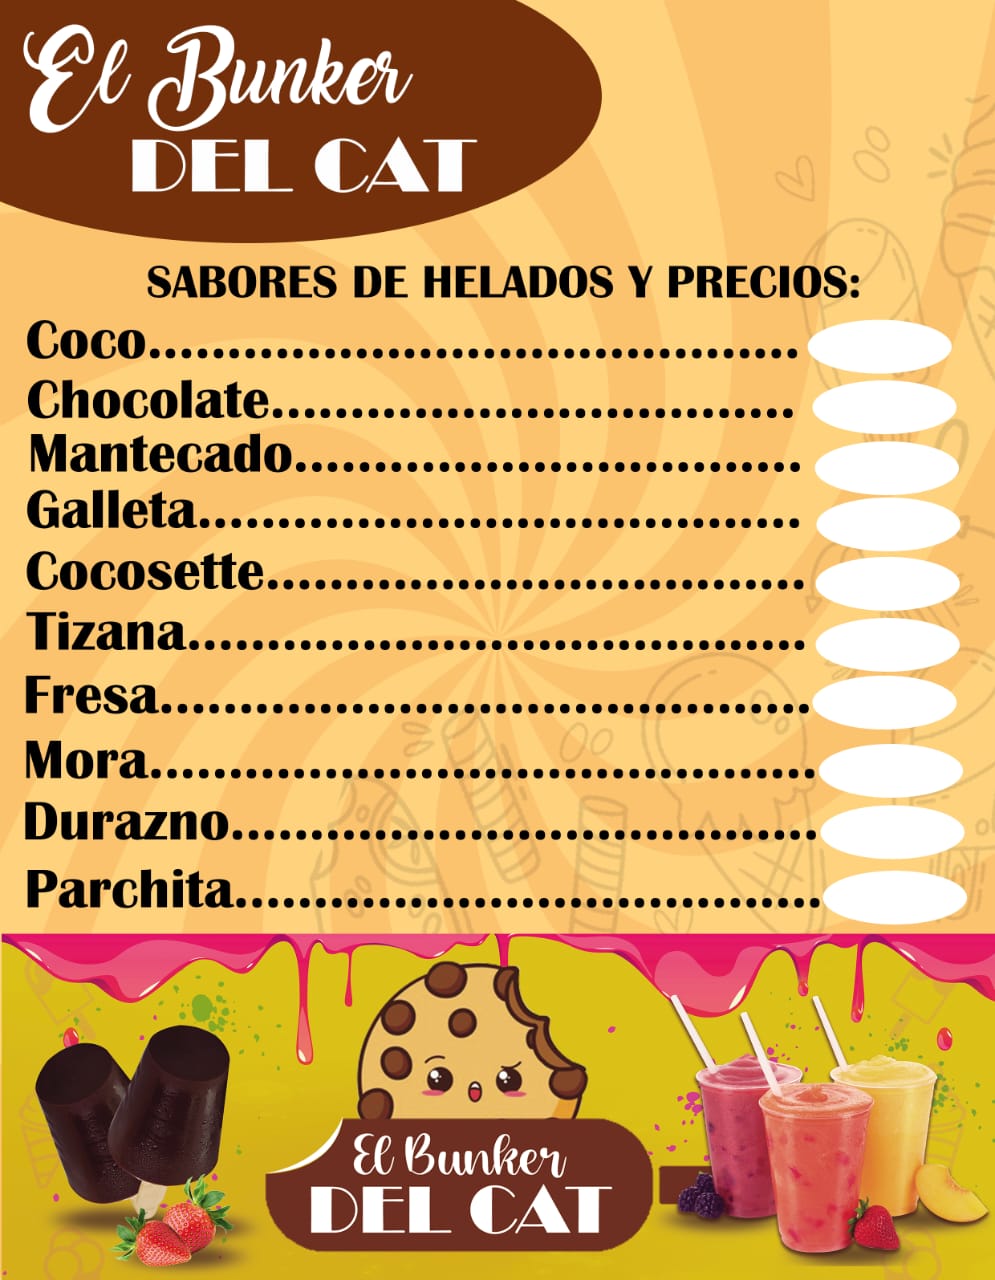 El Bunker
DEL CAT
SABORES DE HELADOS Y PRECIOS:
Coco..........................................
Chocolate..................................
Mantecado.................................
Galleta.......................................
Cocosette...................................
Tizana........................................
Fresa..........................................
Mora...........................................
Durazno......................................
Parchita......................................
El Bunker
DEL CAT